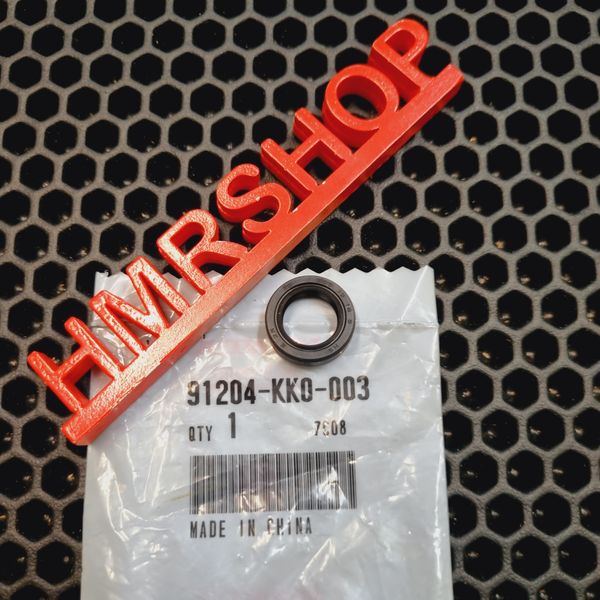 HMRSHOP
91204-KK0-003
QTY 1 7608
MADE IN CHINA